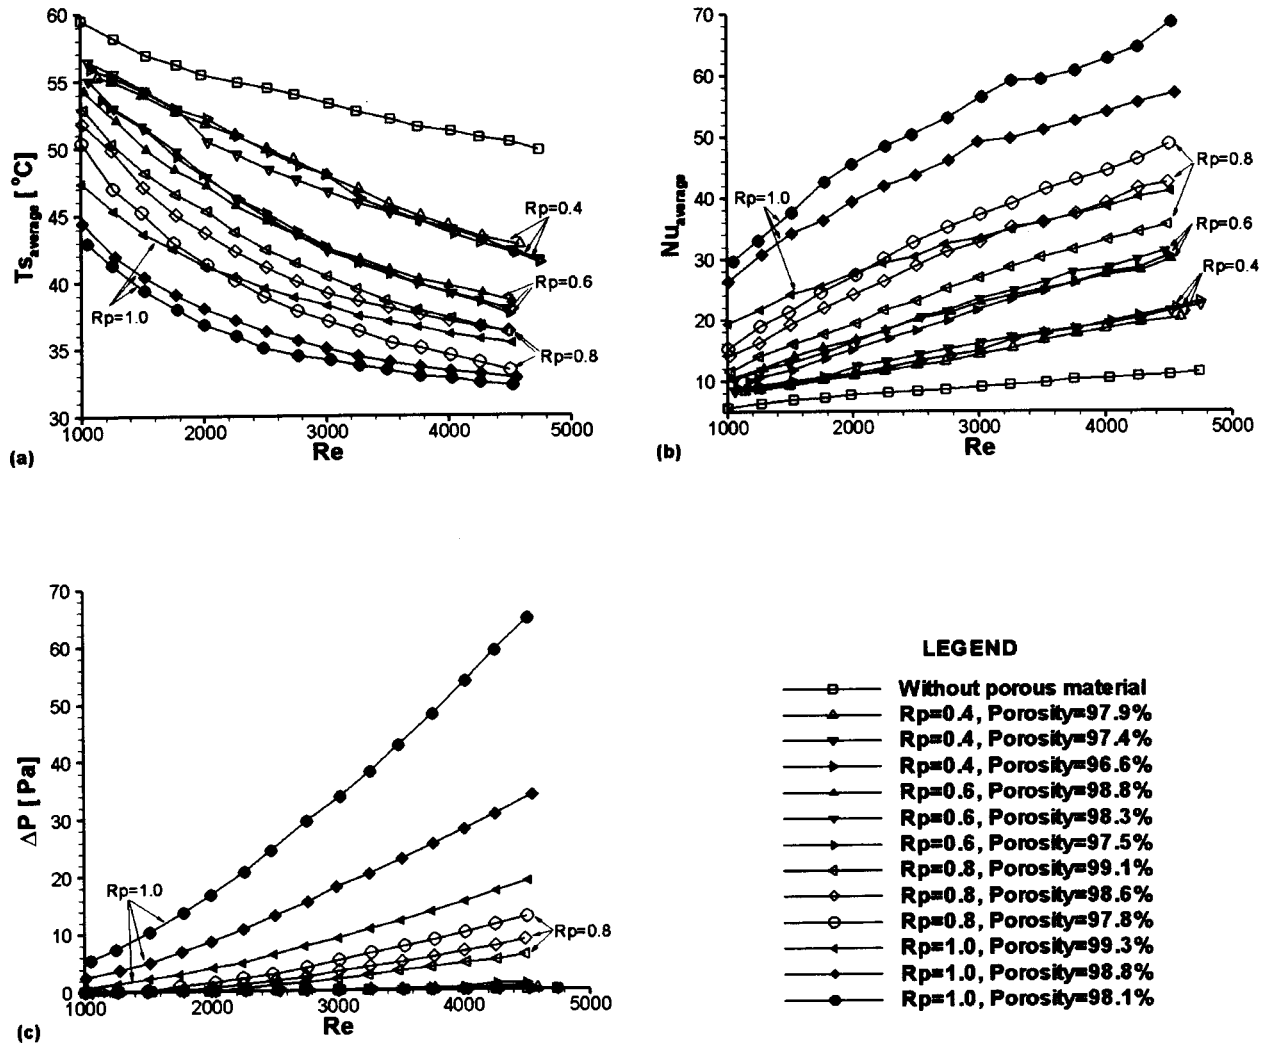 60
55
50
45
40
35
30
Ts average [ °C]
Rp=0.4
Rp=0.6
Rp=0.8
Rp=1.0
1000 2000 3000 4000 5000
Re
(a)
70
60
50
40
30
20
10
Nu average
Rp=1.0
Rp=0.8
Rp=0.6
Rp=0.4
1000 2000 3000 4000 5000
Re
(b)
70
60
50
40
30
20
10
0
ΔP [ Pa]
Rp=1.0
Rp=0.8
1000 2000 3000 4000 5000
Re
(c)
LEGEND
Without porous material
Rp=0.4, Porosity=97.9%
Rp=0.4, Porosity=97.4%
Rp=0.4, Porosity=96.6%
Rp=0.6, Porosity=98.8%
Rp=0.6, Porosity=98.3%
Rp=0.6, Porosity=97.5%
Rp=0.8, Porosity=99.1%
Rp=0.8, Porosity=98.6%
Rp=0.8, Porosity=97.8%
Rp=1.0, Porosity=99.3%
Rp=1.0, Porosity=98.8%
Rp=1.0, Porosity=98.1%